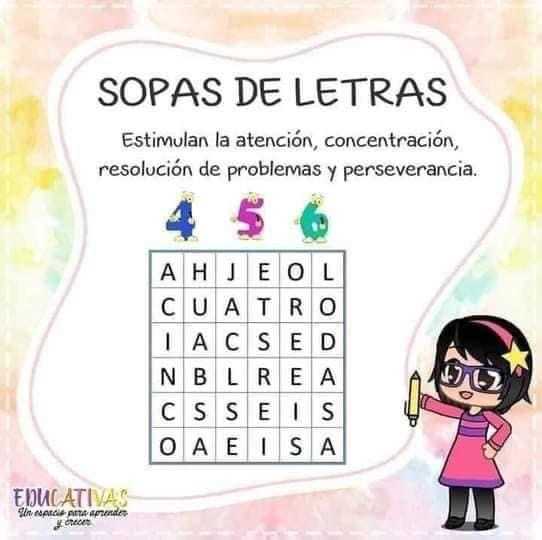 SOPAS DE LETRAS
Estimulan la atención, concentración,
resolución de problemas y perseverancia.
4 5 6
A H J E O L
C U A T R O
I A C S E D
N B L R E A
C S S E I S
O A E I S A
EDUCATIVAS
Un espacio para aprender
y crecer